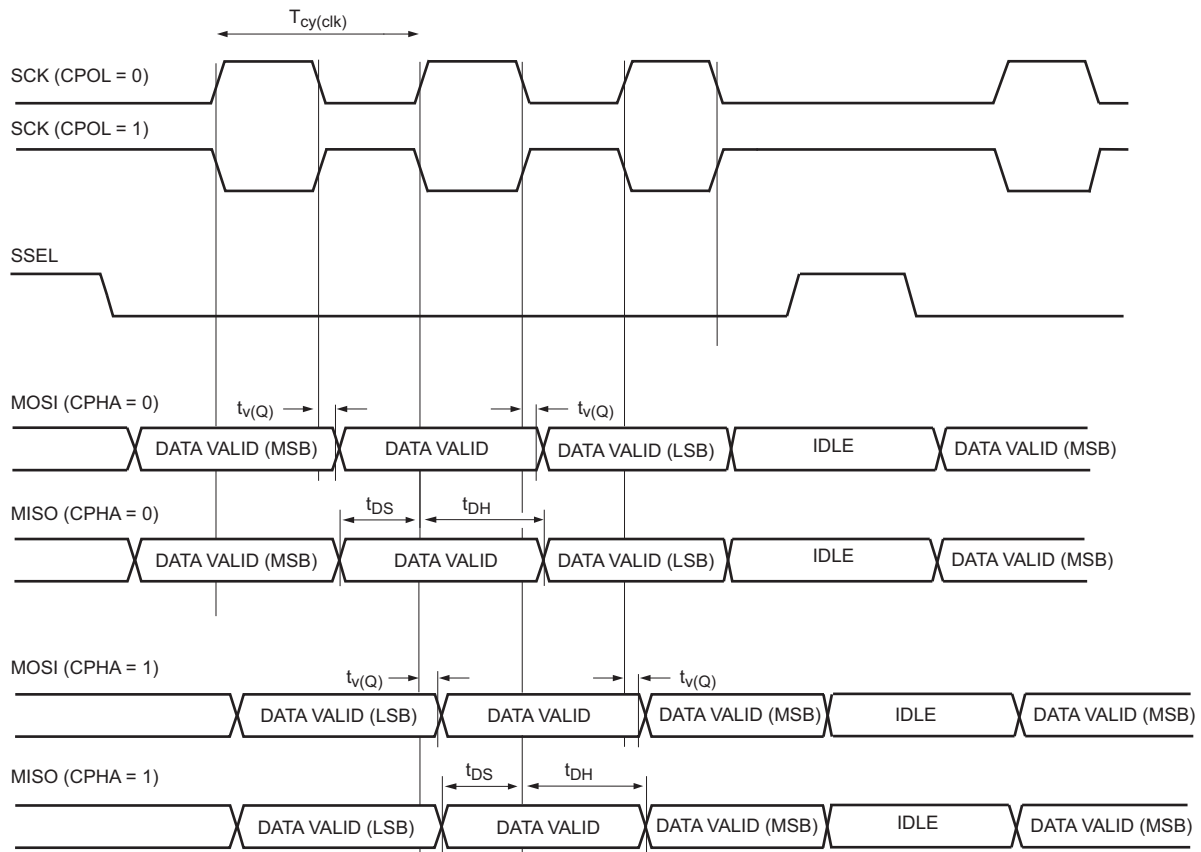 Tcy(clk)
SCK (CPOL = 0)
SCK (CPOL = 1)
SSEL
MOSI (CPHA = 0)
tv(Q) tv(Q)
DATA VALID (MSB) DATA VALID DATA VALID (LSB) IDLE DATA VALID (MSB)
tDS tDH
MISO (CPHA = 0)
DATA VALID (MSB) DATA VALID DATA VALID (LSB) IDLE DATA VALID (MSB)
MOSI (CPHA = 1)
tv(Q) tv(Q)
DATA VALID (LSB) DATA VALID DATA VALID (MSB) IDLE DATA VALID (MSB)
MISO (CPHA = 1)
tDS tDH
DATA VALID (LSB) DATA VALID DATA VALID (MSB) IDLE DATA VALID (MSB)